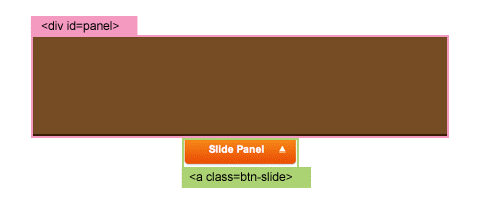 <div id=panel>
Slide Panel
<a class=btn-slide>